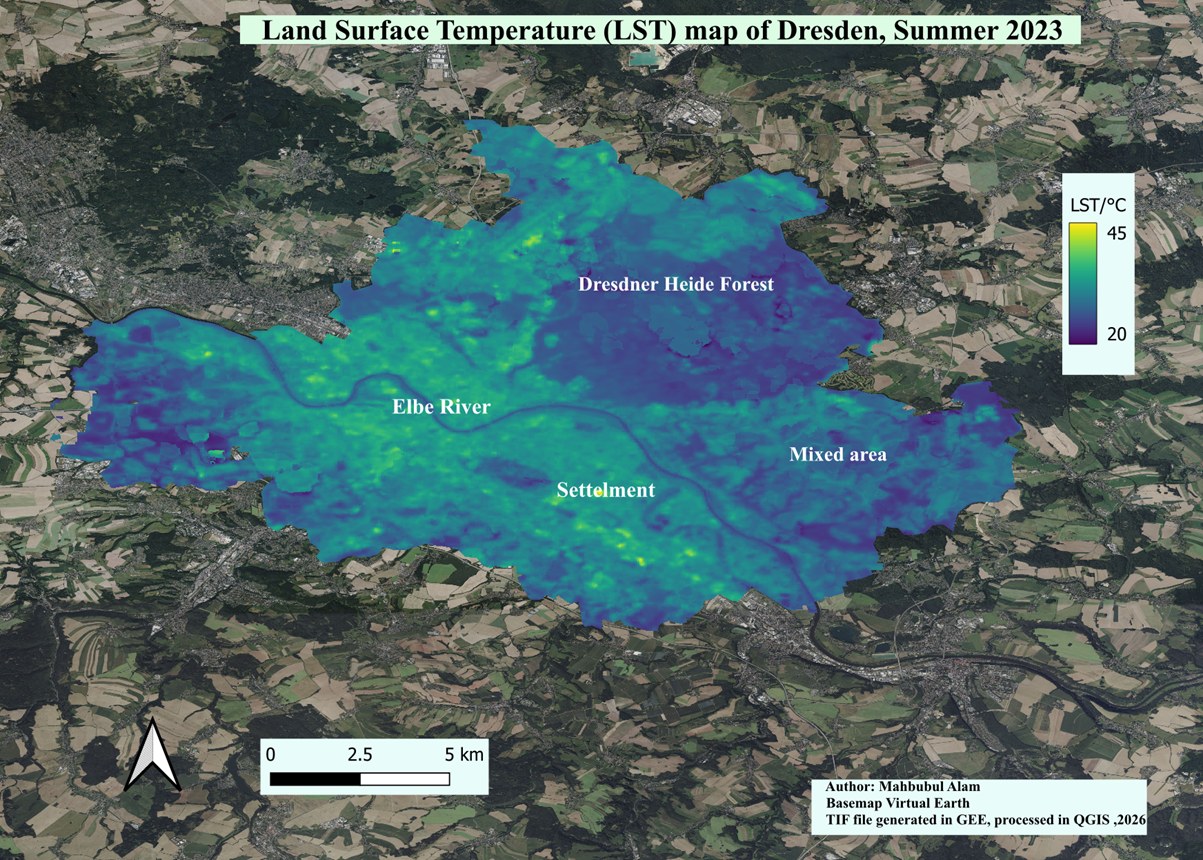 Land Surface Temperature (LST) map of Dresden, Summer 2023
LST/°C
45
20
Dresdner Heide Forest
Elbe River
Mixed area
Settelment
0 2.5 5 km
Author: Mahbubul Alam
Basemap Virtual Earth
TIF file generated in GEE, processed in QGIS ,2026